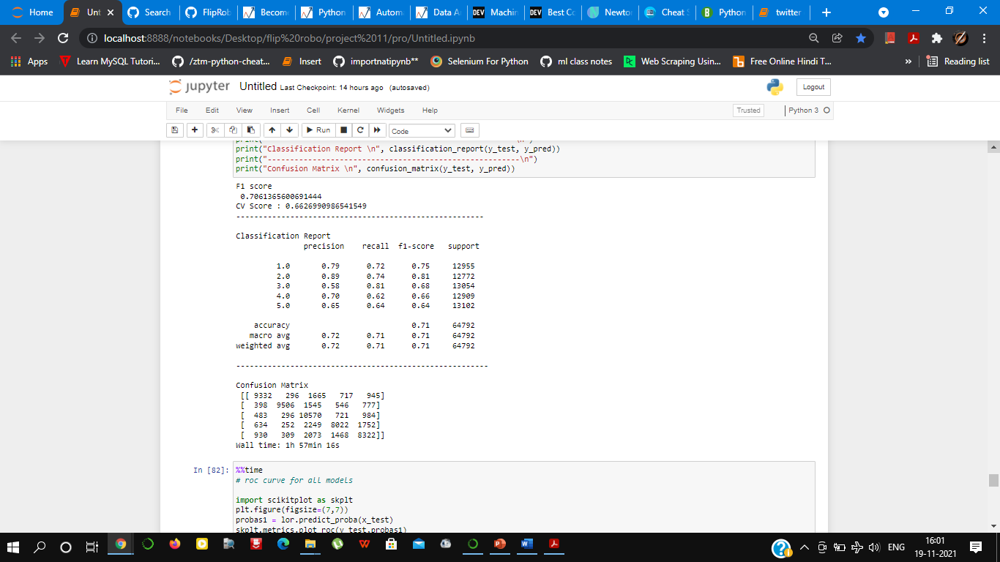 Home Unt Search FlipRob Become Python Autom Data A DEV Machin DEV Best Co Newto Cheat S B Python twitter
localhost:8888/notebooks/Desktop/flip%20robo/project%2011/pro/Untitled.ipynb
Apps Learn MySQL Tutori... /ztm-python-cheat... Insert importnatipynb** Selenium For Python ml class notes Web Scraping Usin... Free Online Hindi T... » Reading list
jupyter Untitled Last Checkpoint: 14 hours ago (autosaved) Logout
File Edit View Insert Cell Kernel Widgets Help Trusted Python 3
Run Code
print("Classification Report \n", classification_report(y_test, y_pred))
print("--------------------------------------------------------\n")
print("Confusion Matrix \n", confusion_matrix(y_test, y_pred))
F1 score
0.7061365600691444
CV Score : 0.6626990986541549
-------------------------------------------------------
Classification Report
precision recall f1-score support
1.0 0.79 0.72 0.75 12955
2.0 0.89 0.74 0.81 12772
3.0 0.58 0.81 0.68 13054
4.0 0.70 0.62 0.66 12909
5.0 0.65 0.64 0.64 13102
accuracy 0.71 64792
macro avg 0.72 0.71 0.71 64792
weighted avg 0.72 0.71 0.71 64792
--------------------------------------------------------
Confusion Matrix
[[ 9332 296 1665 717 945]
[ 398 9506 1545 546 777]
[ 483 296 10570 721 984]
[ 634 252 2249 8022 1752]
[ 930 309 2073 1468 8322]]
Wall time: 1h 57min 16s
In [82]: %%time
# roc curve for all models
import scikitplot as skplt
plt.figure(figsize=(7,7))
probas1 = lor.predict_proba(x_test)
skplt.metrics.plot_roc(y_test,probas1)
ENG 16:01
19-11-2021